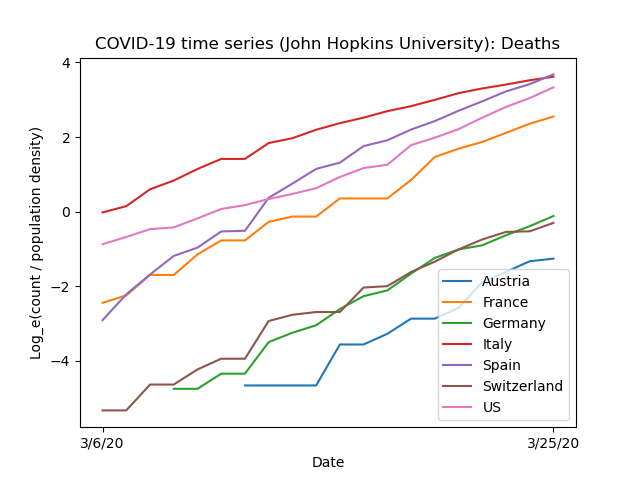 COVID-19 time series (John Hopkins University): Deaths
Log_e(count / population density)
4
2
0
−2
−4
3/6/20
3/25/20
Date
Austria
France
Germany
Italy
Spain
Switzerland
US